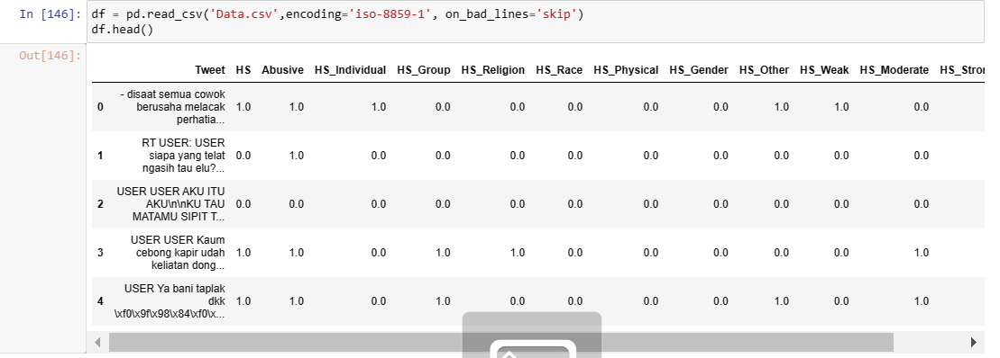 In [146]: df = pd.read_csv('Data.csv',encoding='iso-8859-1', on_bad_lines='skip')
df.head()
Out[146]:
Tweet HS Abusive HS_Individual HS_Group HS_Religion HS_Race HS_Physical HS_Gender HS_Other HS_Weak HS_Moderate HS_Stron
- disaat semua cowok
0 berusaha melacak 1.0 1.0 1.0 0.0 0.0 0.0 0.0 0.0 1.0 1.0 0.0
perhatia...
RT USER: USER
1 siapa yang telat 0.0 1.0 0.0 0.0 0.0 0.0 0.0 0.0 0.0 0.0 0.0
ngasih tau elu?...
USER USER AKU ITU
2 AKU\n\nKU TAU 0.0 0.0 0.0 0.0 0.0 0.0 0.0 0.0 0.0 0.0 0.0
MATAMU SIPIT T...
USER USER Kaum
3 cebong kapir udah 1.0 1.0 0.0 1.0 1.0 0.0 0.0 0.0 0.0 0.0 1.0
keliatan dong...
USER Ya bani taplak
4 dkk 1.0 1.0 0.0 1.0 0.0 0.0 0.0 0.0 1.0 0.0 1.0
\xf0\x9f\x98\x84\xf0\x...